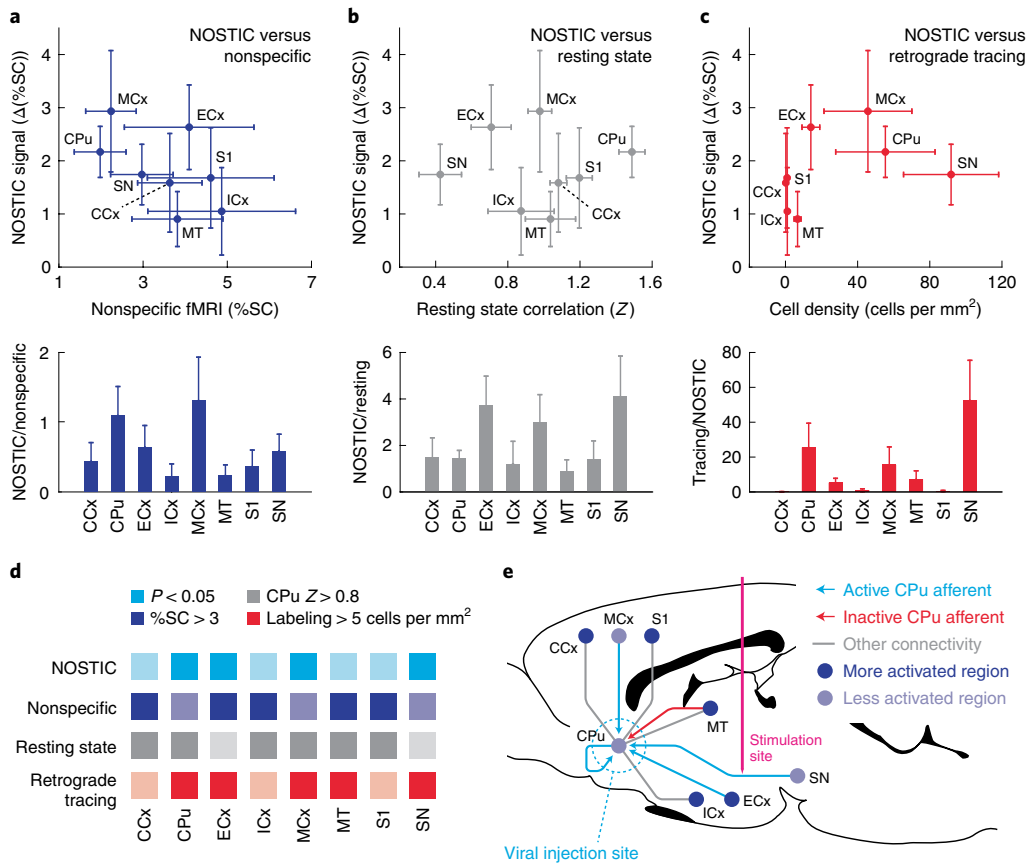 a
NOSTIC versus
nonspecific
NOSTIC signal (Δ(%SC))
4
3
2
1
0
MCx
ECx
CPu
S1
SN
CCx
ICx
MT
1
3
5
7
Nonspecific fMRI (%SC)
NOSTIC/nonspecific
2
1
0
CCx
CPu
ECx
ICx
MCx
MT
S1
SN
b
NOSTIC versus
resting state
NOSTIC signal (Δ(%SC))
4
3
2
1
0
MCx
ECx
CPu
SN
S1
ICx
CCx
MT
0.4
0.8
1.2
1.6
Resting state correlation (Z)
NOSTIC/resting
6
4
2
0
CCx
CPu
ECx
ICx
MCx
MT
S1
SN
c
NOSTIC versus
retrograde tracing
NOSTIC signal (Δ(%SC))
4
3
2
1
0
MCx
ECx
CPu
SN
S1
CCx
ICx
MT
0
40
80
120
Cell density (cells per mm²)
Tracing/NOSTIC
80
60
40
20
0
CCx
CPu
ECx
ICx
MCx
MT
S1
SN
d
P < 0.05
CPu Z > 0.8
%SC > 3
Labeling > 5 cells per mm²
NOSTIC
Nonspecific
Resting state
Retrograde
tracing
CCx
CPu
ECx
ICx
MCx
MT
S1
SN
e
Active CPu afferent
Inactive CPu afferent
Other connectivity
More activated region
Less activated region
MCx
S1
CCx
MT
CPu
Stimulation
site
SN
ICx
ECx
Viral injection site